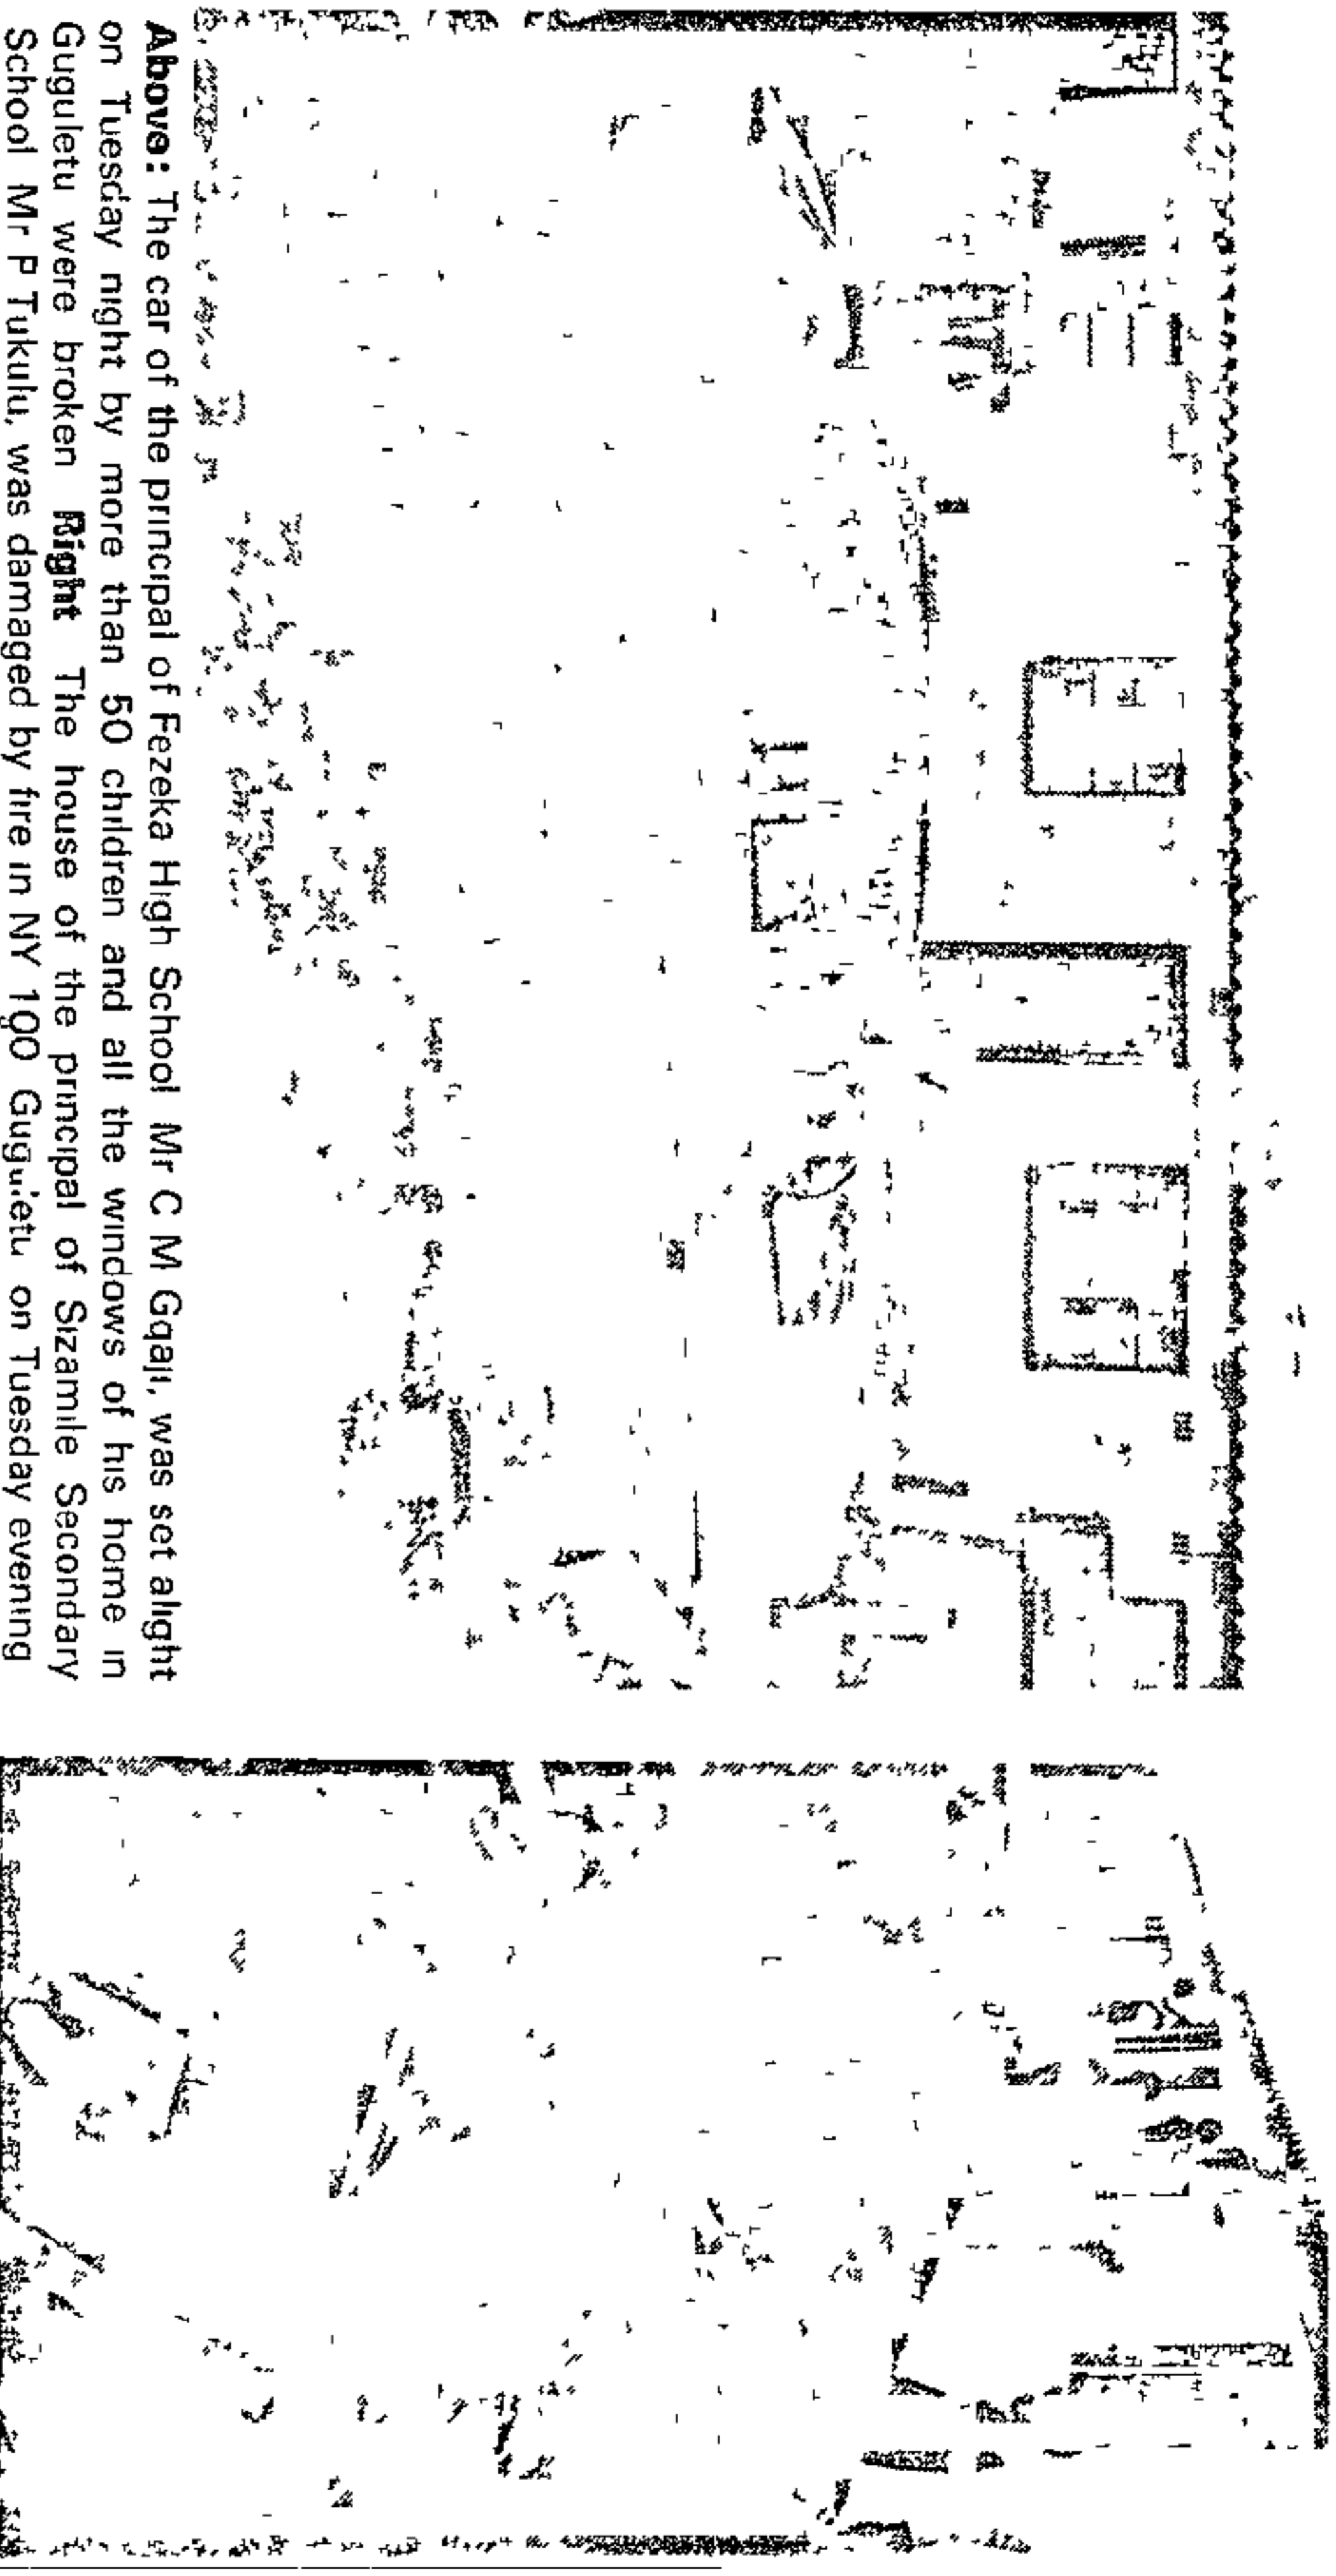 Above: The car of the principal of Fezeka High School Mr C M Gqaji, was set alight
on Tuesday night by more than 50 children and all the windows of his home in
Guguletu were broken Right The house of the principal of Sizamile Secondary
School Mr P Tukulu, was damaged by fire in NY 100 Guguletu on Tuesday evening